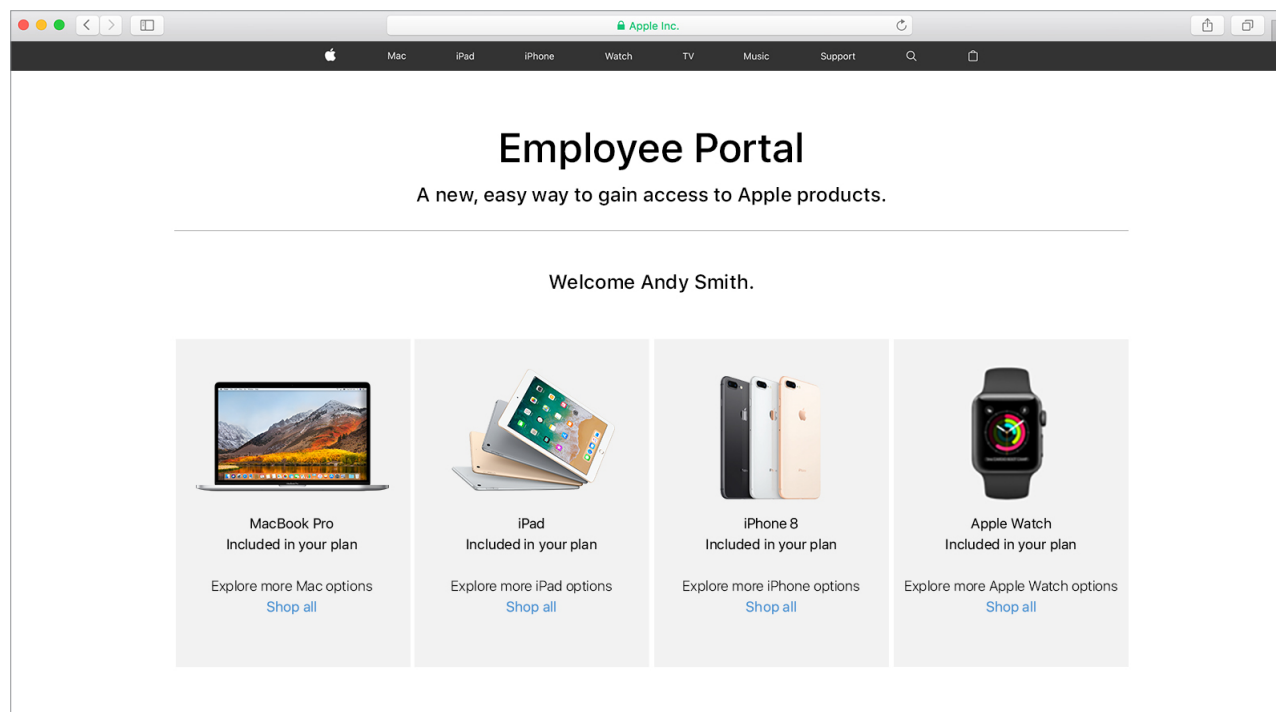 Apple Inc.
Mac iPad iPhone Watch TV Music Support
Employee Portal
A new, easy way to gain access to Apple products.
Welcome Andy Smith.
MacBook Pro
Included in your plan
Explore more Mac options
Shop all
iPad
Included in your plan
Explore more iPad options
Shop all
iPhone 8
Included in your plan
Explore more iPhone options
Shop all
Apple Watch
Included in your plan
Explore more Apple Watch options
Shop all